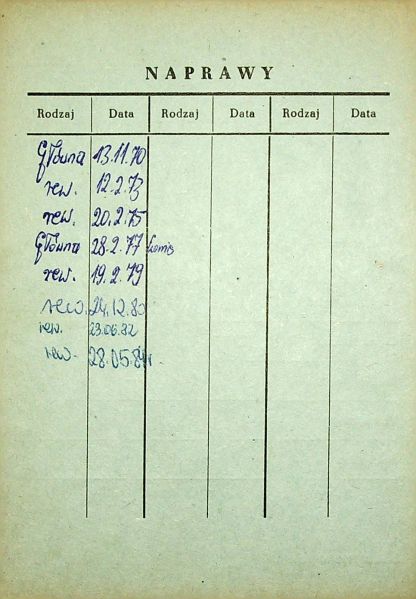 NAPRAWY
Rodzaj Data Rodzaj Data Rodzaj Data
Główna 13.11.70
rew. 12.2.73
rew. 20.2.75
Główna 28.2.77
rew. 19.2.79
rew. 24.12.80
rew. 23.06.82
rew. 28.05.84r.